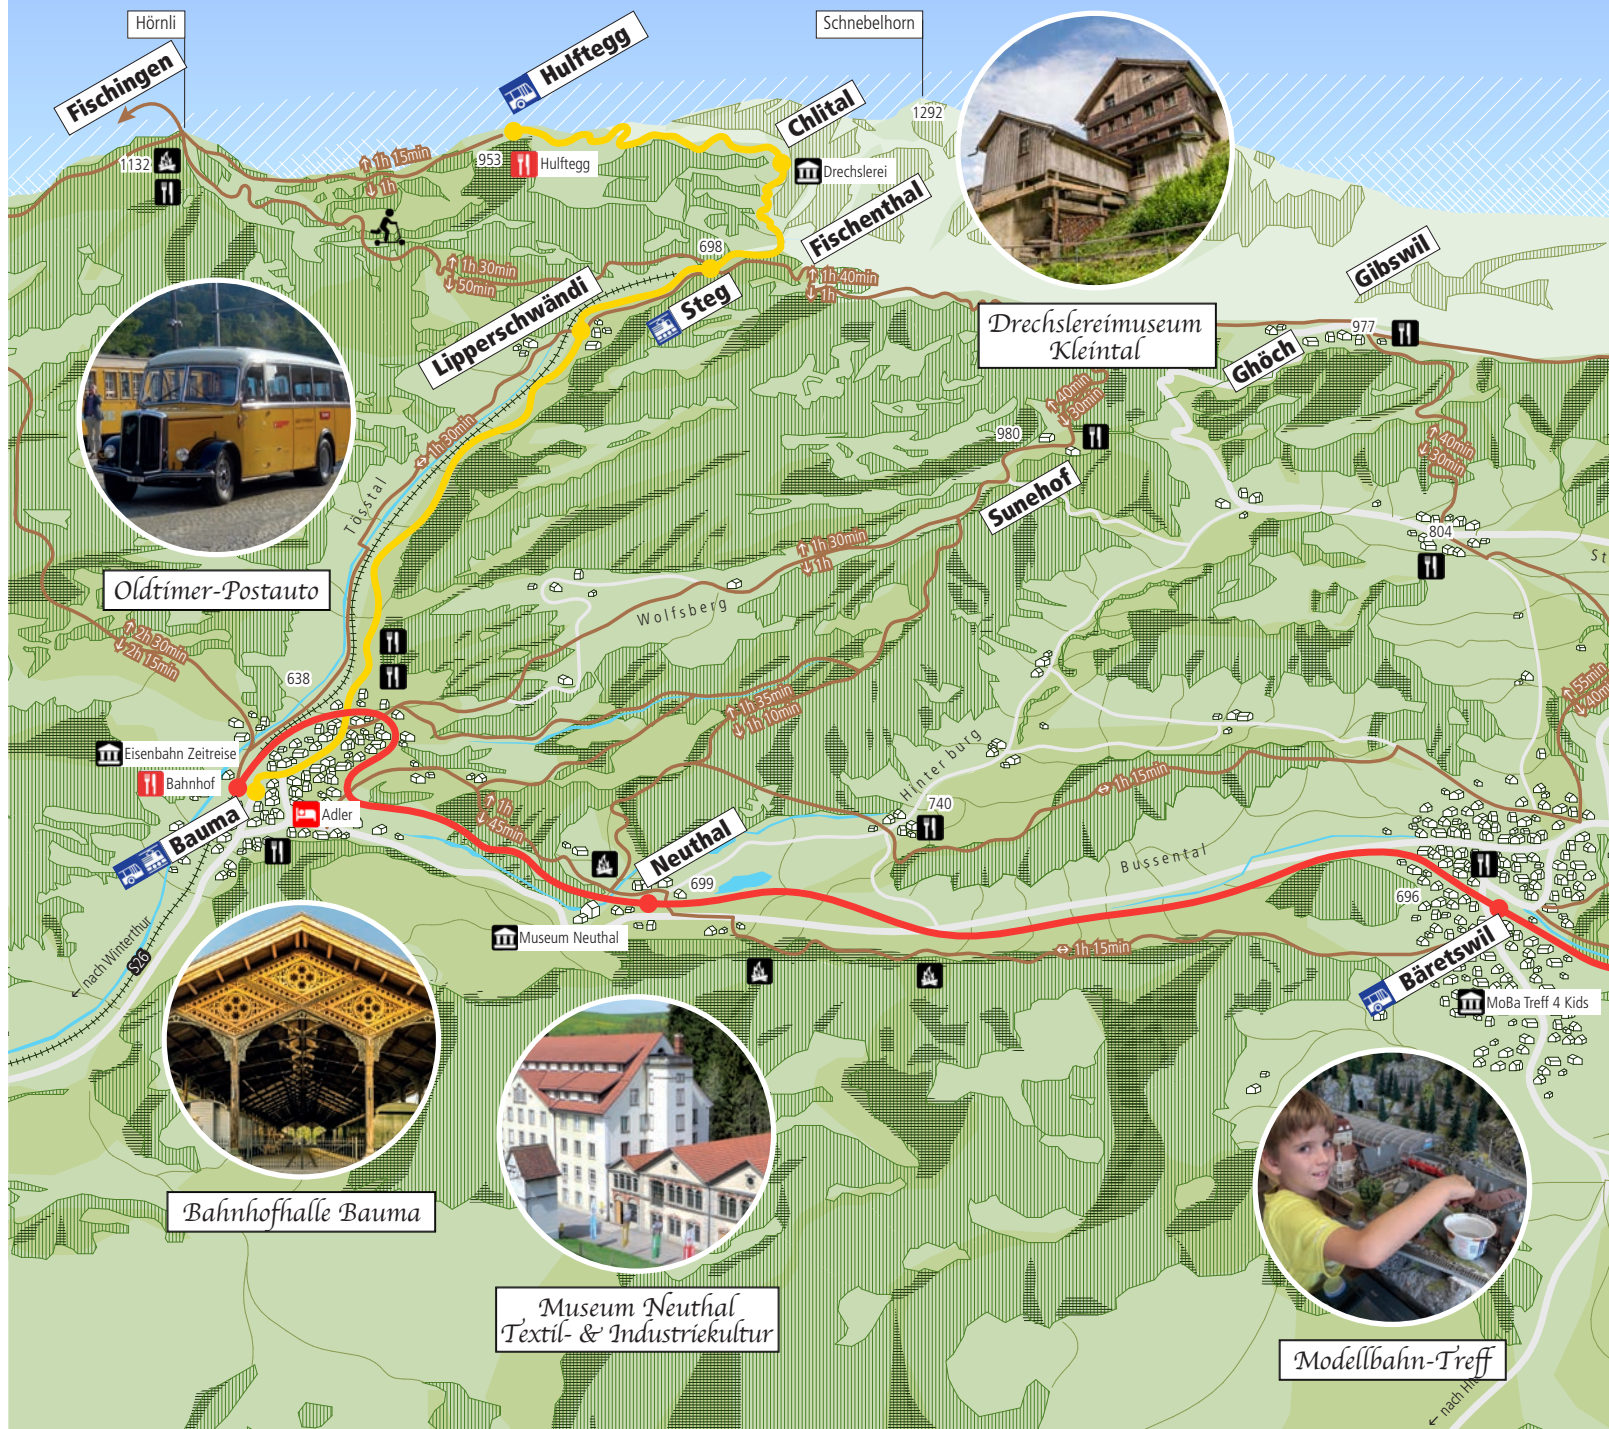 Hörnli
Schnebelhorn
Fischingen
Hulftegg
Chlital
1292
1132
1h 15min
1h
953
Hulftegg
Drechslerei
Fischenthal
698
1h 30min
50min
1h 40min
1h
Gibswil
Lipperschwändi
Steg
Drechslereimuseum
Kleintal
977
Ghöch
40min
30min
980
40min
30min
1h 30min
Sunehof
Tösstal
804
St
1h 30min
1h
Oldtimer-Postauto
Wolfsberg
2h 30min
2h 15min
638
55min
40m
1h 35min
1h 10min
Eisenbahn Zeitreise
Bahnhof
Hinterburg
1h 15min
Adler
1h
45min
740
Bauma
Neuthal
Bussental
699
696
nach Winterthur
S26
Museum Neuthal
1h 15min
Bäretswil
MoBa Treff 4 Kids
Bahnhofhalle Bauma
Museum Neuthal
Textil- & Industriekultur
Modellbahn-Treff
nach Hi